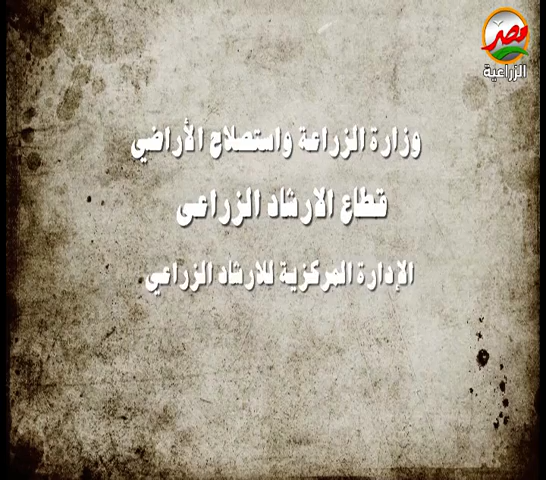 مصر
الزراعية
وزارة الزراعة واستصلاح الأراضي
قطاع الارشاد الزراعى
الإدارة المركزية للارشاد الزراعي